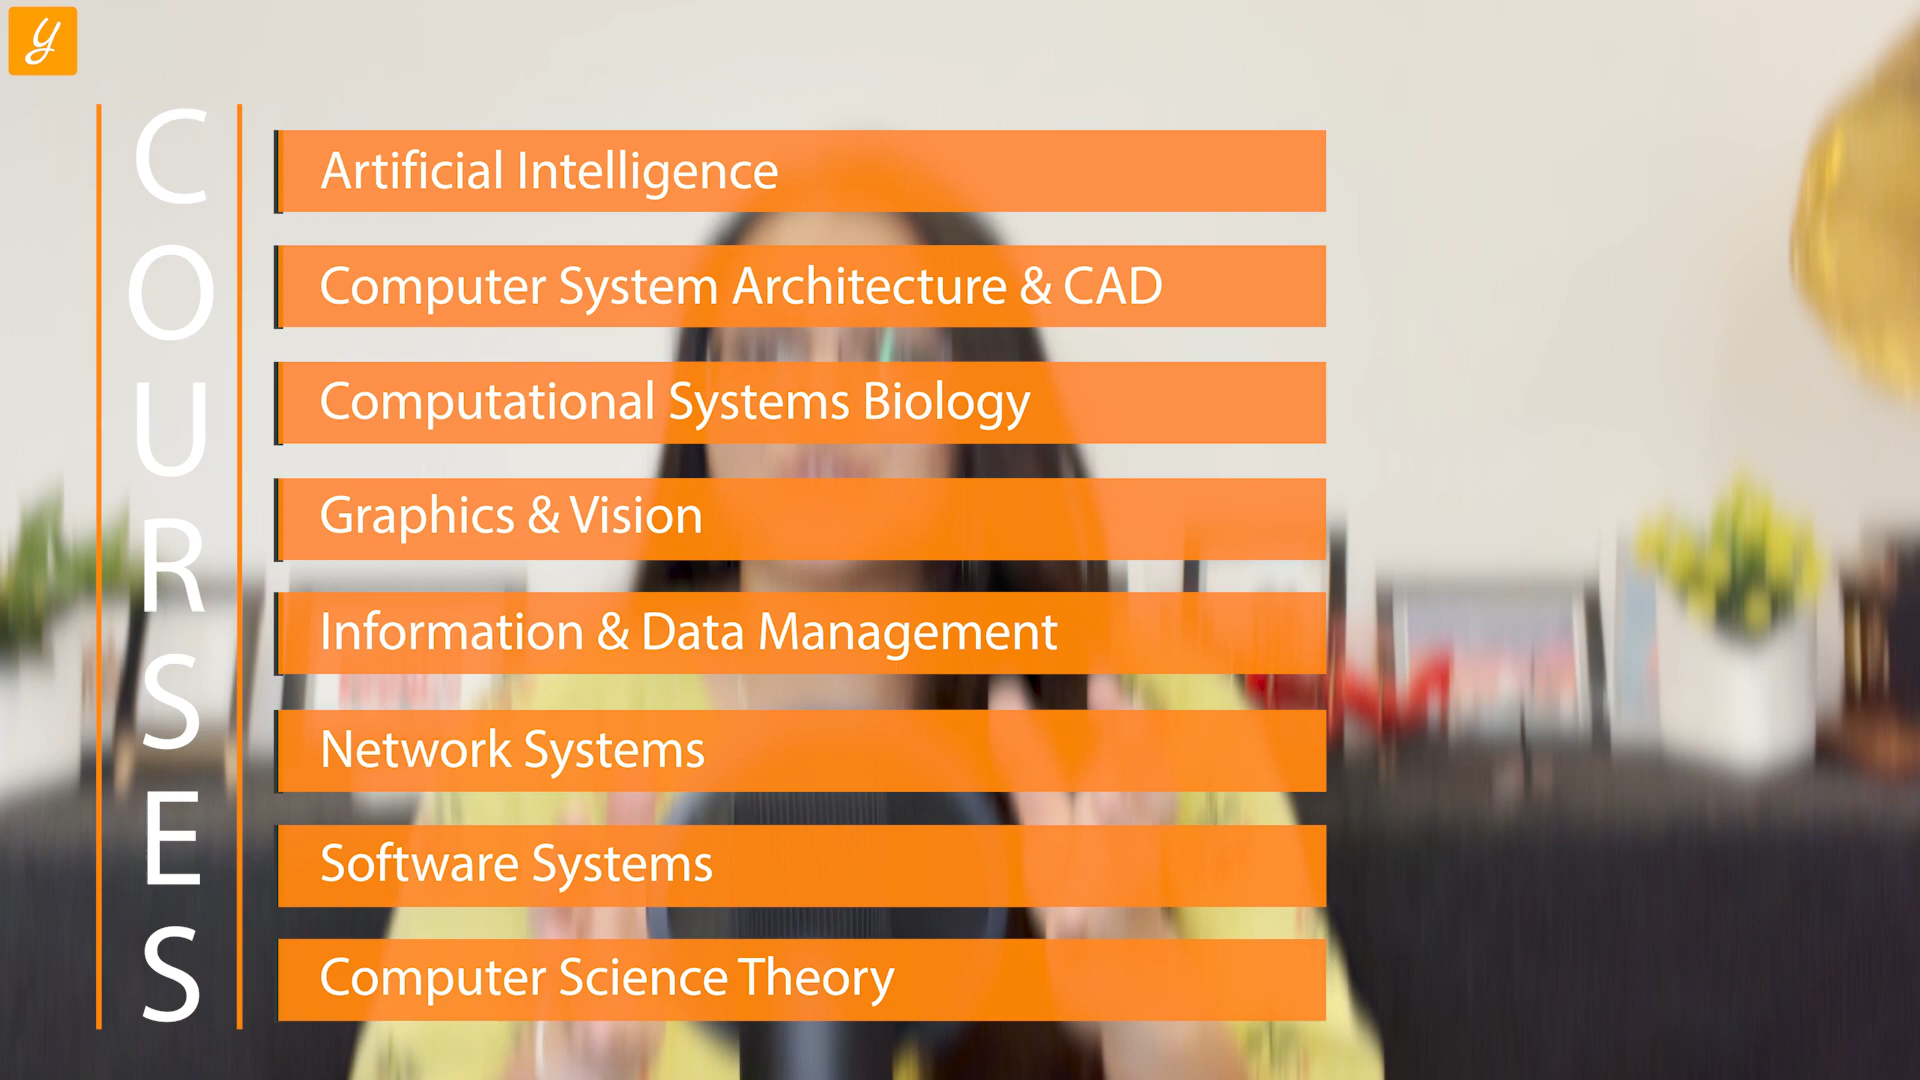 y
COURSES
Artificial Intelligence
Computer System Architecture & CAD
Computational Systems Biology
Graphics & Vision
Information & Data Management
Network Systems
Software Systems
Computer Science Theory